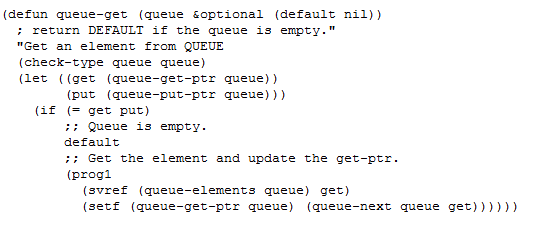 (defun queue-get (queue &optional (default nil))
  ; return DEFAULT if the queue is empty."
  "Get an element from QUEUE
  (check-type queue queue)
  (let ((get (queue-get-ptr queue))
        (put (queue-put-ptr queue)))
    (if (= get put)
        ;; Queue is empty.
        default
        ;; Get the element and update the get-ptr.
        (prog1
          (svref (queue-elements queue) get)
          (setf (queue-get-ptr queue) (queue-next queue get))))))